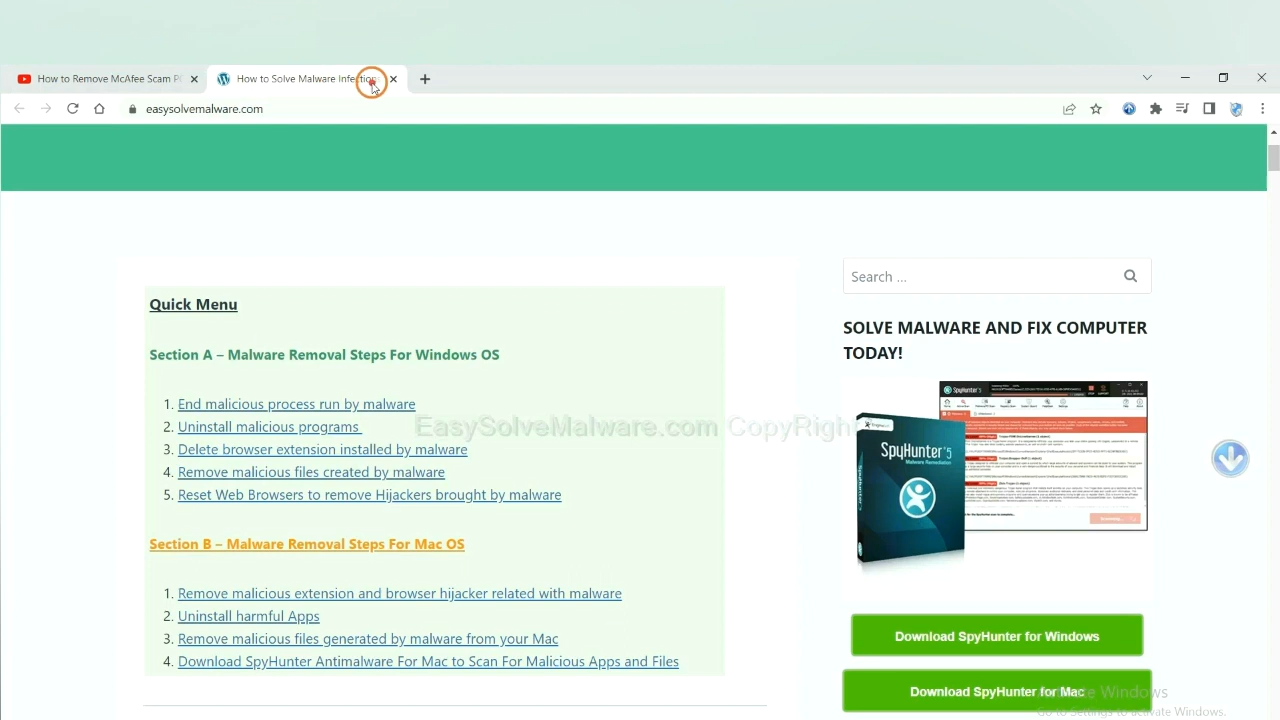 How to Remove McAfee Scam P
How to Solve Malware Infection
easysolvemalware.com
Quick Menu
Section A – Malware Removal Steps For Windows OS
1. End malicious process run by malware
2. Uninstall malicious programs
3. Delete browser extension installed by malware
4. Remove malicious files created by malware
5. Reset Web Browsers to remove Hijackers brought by malware
Section B – Malware Removal Steps For Mac OS
1. Remove malicious extension and browser hijacker related with malware
2. Uninstall harmful Apps
3. Remove malicious files generated by malware from your Mac
4. Download SpyHunter Antimalware For Mac to Scan For Malicious Apps and Files
EasySolveMalware.com CopyRight
Search ...
SOLVE MALWARE AND FIX COMPUTER
TODAY!
SpyHunter 5
Malware Remediation
Download SpyHunter for Windows
Download SpyHunter for Mac
Activate Windows
Go to Settings to activate Windows.